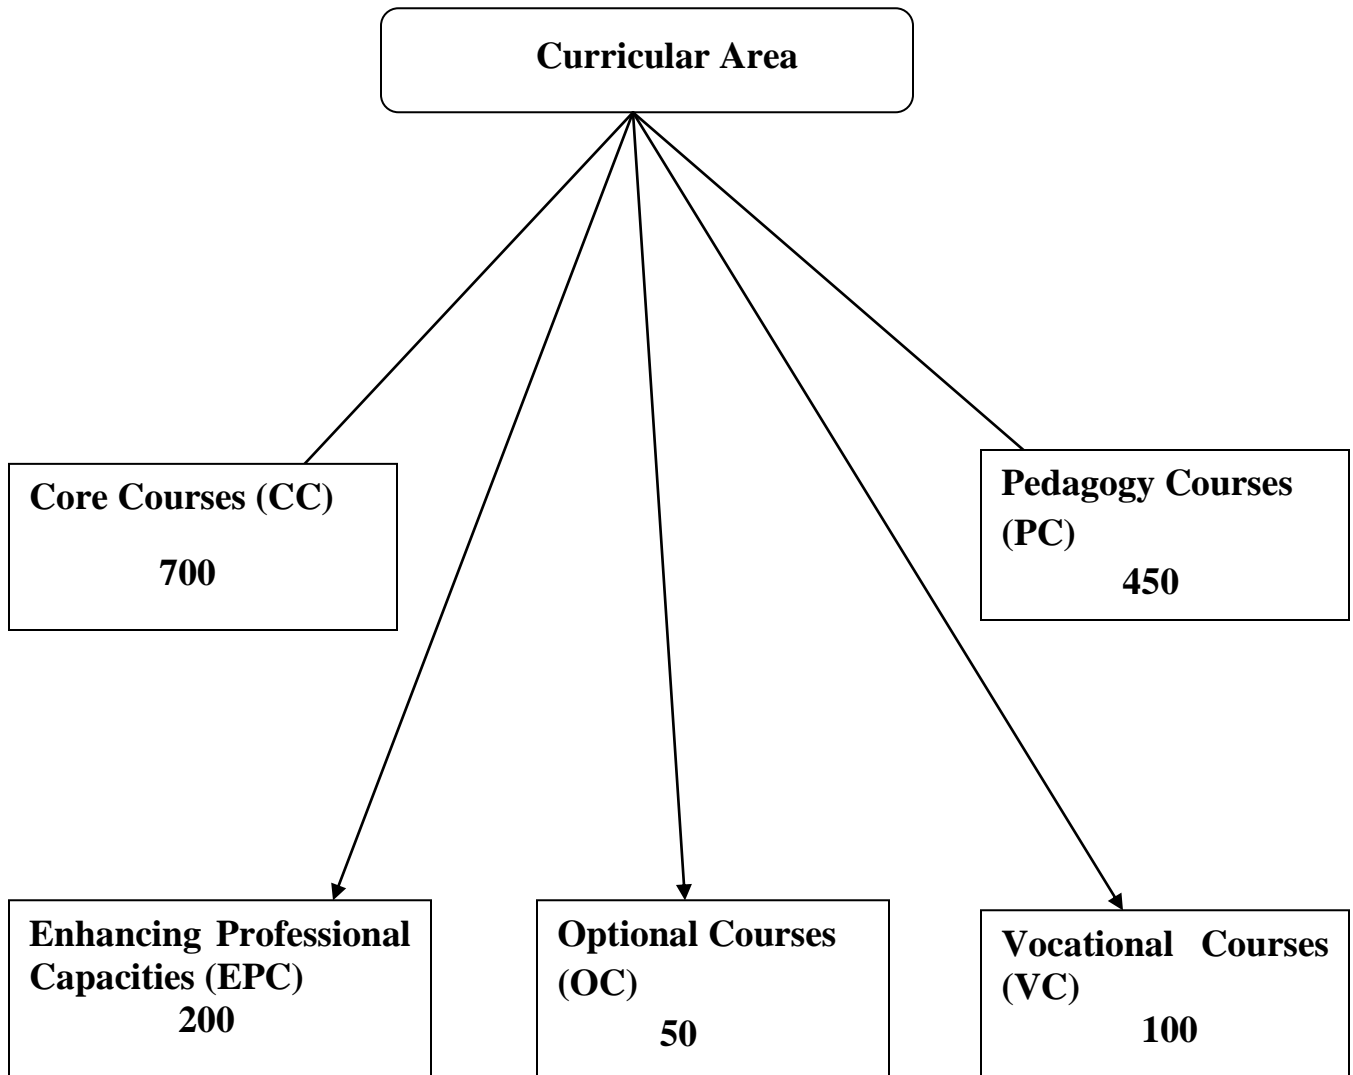 Curricular Area
Core Courses (CC)
700
Pedagogy Courses
(PC)
450
Enhancing Professional
Capacities (EPC)
200
Optional Courses
(OC)
50
Vocational Courses
(VC)
100